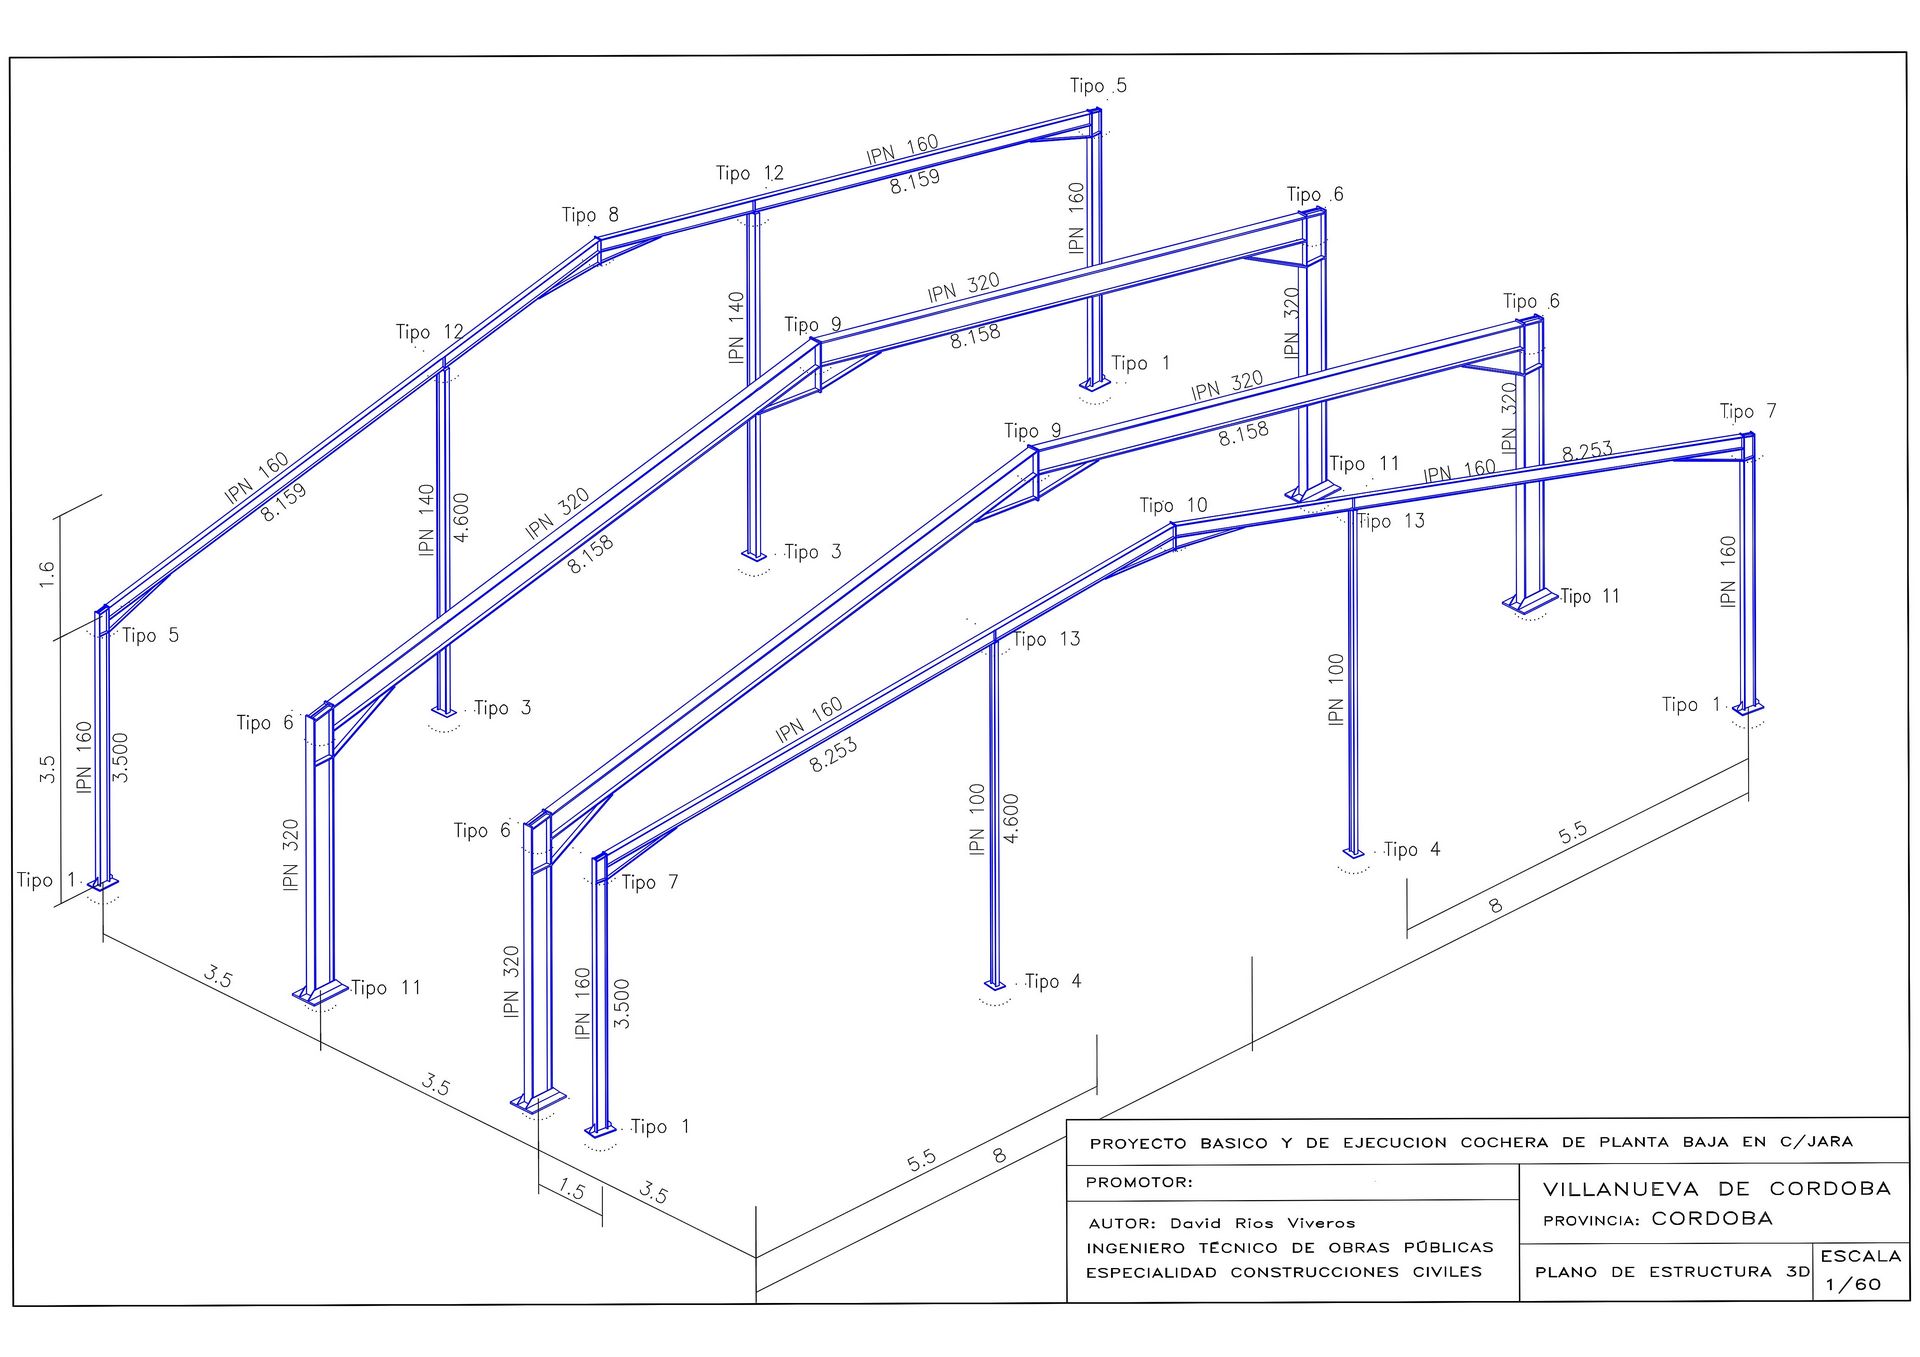 Tipo 5
Tipo 12
IPN 160
8.159
Tipo 8
IPN 160
Tipo 6
IPN 140
IPN 320
8.158
Tipo 9
IPN 320
Tipo 6
Tipo 12
Tipo 1
IPN 320
8.158
IPN 320
Tipo 7
Tipo 9
Tipo 11
IPN 160
8.253
IPN 160
8.159
IPN 140
4.600
IPN 320
8.158
Tipo 3
Tipo 10
Tipo 13
IPN 160
Tipo 11
1.6
Tipo 5
Tipo 13
IPN 100
Tipo 3
Tipo 6
IPN 160
8.253
Tipo 1
3.5
IPN 160
3.500
Tipo 6
IPN 100
4.600
Tipo 4
5.5
8
Tipo 1
IPN 320
Tipo 7
3.5
Tipo 11
IPN 320
IPN 160
3.500
Tipo 4
3.5
Tipo 1
1.5
3.5
5.5
8
PROYECTO BASICO Y DE EJECUCION COCHERA DE PLANTA BAJA EN C/JARA
PROMOTOR:
AUTOR: David Rios Viveros
INGENIERO TÉCNICO DE OBRAS PÚBLICAS
ESPECIALIDAD CONSTRUCCIONES CIVILES
VILLANUEVA DE CORDOBA
PROVINCIA: CORDOBA
PLANO DE ESTRUCTURA 3D
ESCALA
1/60